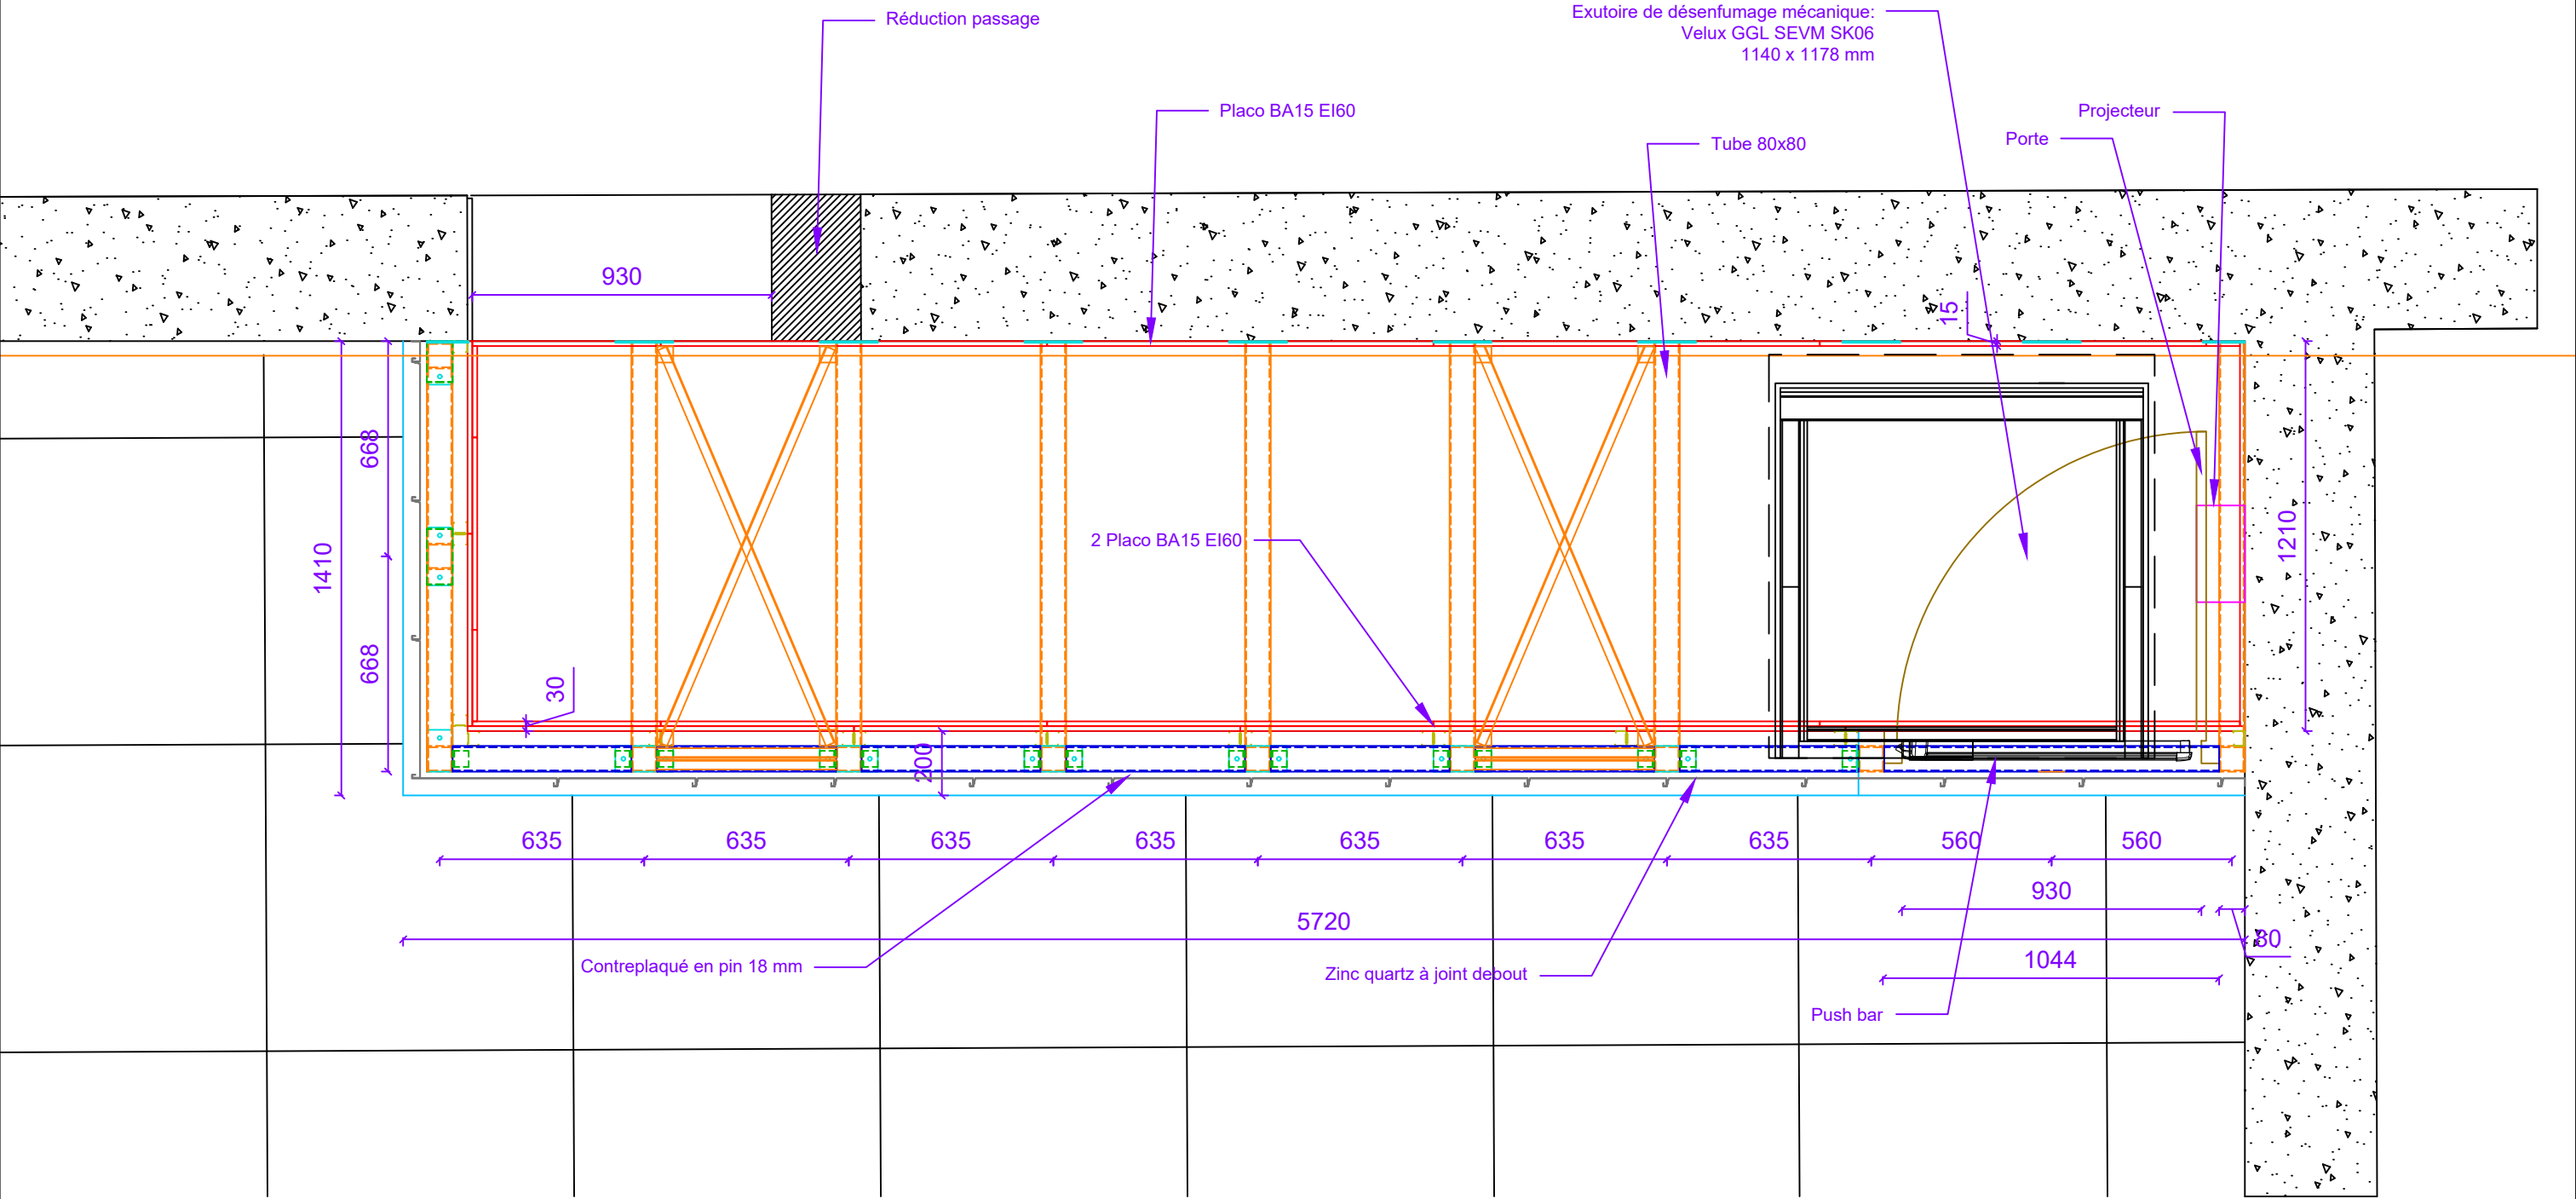 Réduction passage
Exutoire de désenfumage mécanique:
Velux GGL SEVM SK06
1140 x 1178 mm
Placo BA15 EI60
Projecteur
Porte
Tube 80x80
930
15
668
1410
2 Placo BA15 EI60
1210
668
30
200
635
635
635
635
635
635
635
560
560
930
5720
80
Contreplaqué en pin 18 mm
Zinc quartz à joint debout
1044
Push bar